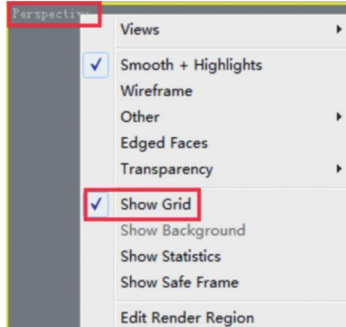 Perspective
Views
Smooth + Highlights
Wireframe
Other
Edged Faces
Transparency
Show Grid
Show Background
Show Statistics
Show Safe Frame
Edit Render Region